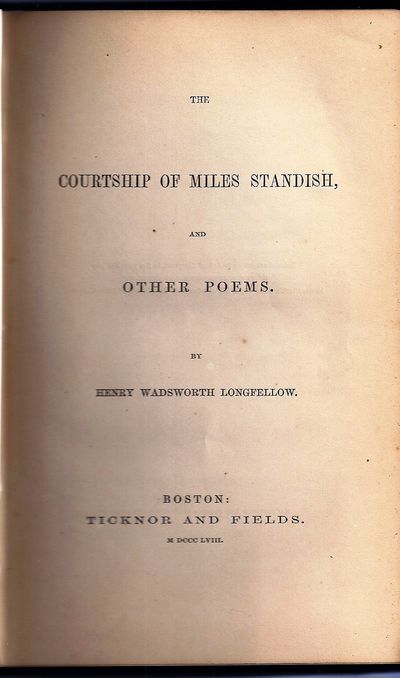 THE
COURTSHIP OF MILES STANDISH,
AND
OTHER POEMS.
BY
HENRY WADSWORTH LONGFELLOW.
BOSTON:
TICKNOR AND FIELDS.
M DCCC LVIII.